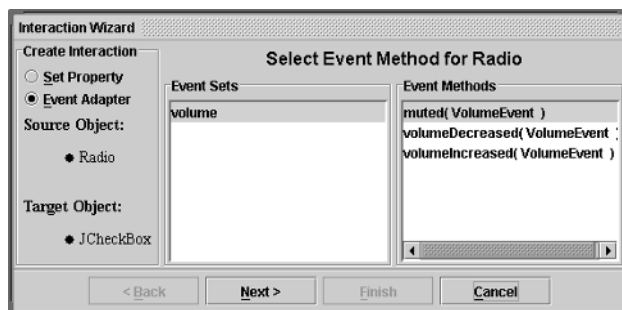 Interaction Wizard
Create Interaction
Set Property
Event Adapter
Source Object:
Radio
Target Object:
JCheckBox
Select Event Method for Radio
Event Sets
volume
Event Methods
muted( VolumeEvent )
volumeDecreased( VolumeEvent
volumeIncreased( VolumeEvent )
< Back
Next >
Finish
Cancel